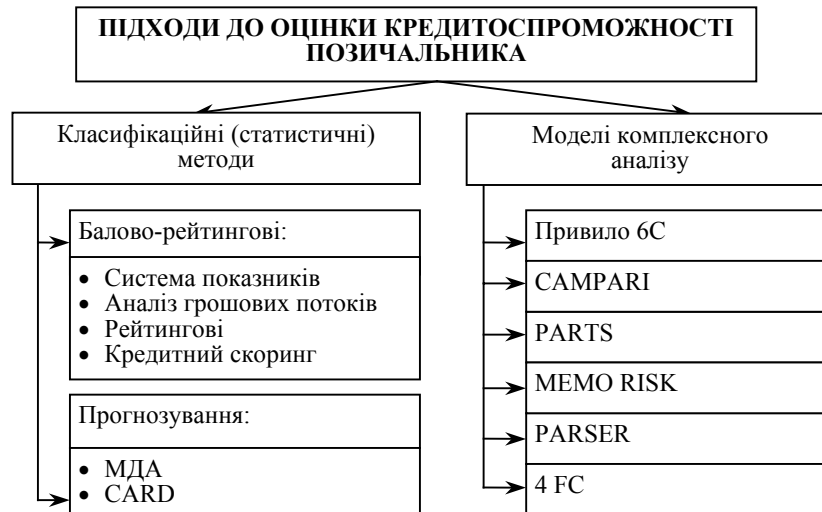 ПІДХОДИ ДО ОЦІНКИ КРЕДИТОСПРОМОЖНОСТІ
ПОЗИЧАЛЬНИКА
Класифікаційні (статистичні)
методи
Балово-рейтингові:
• Система показників
• Аналіз грошових потоків
• Рейтингові
• Кредитний скоринг
Прогнозування:
• МДА
• CARD
Моделі комплексного
аналізу
Привило 6С
CAMPARI
PARTS
MEMO RISK
PARSER
4 FC